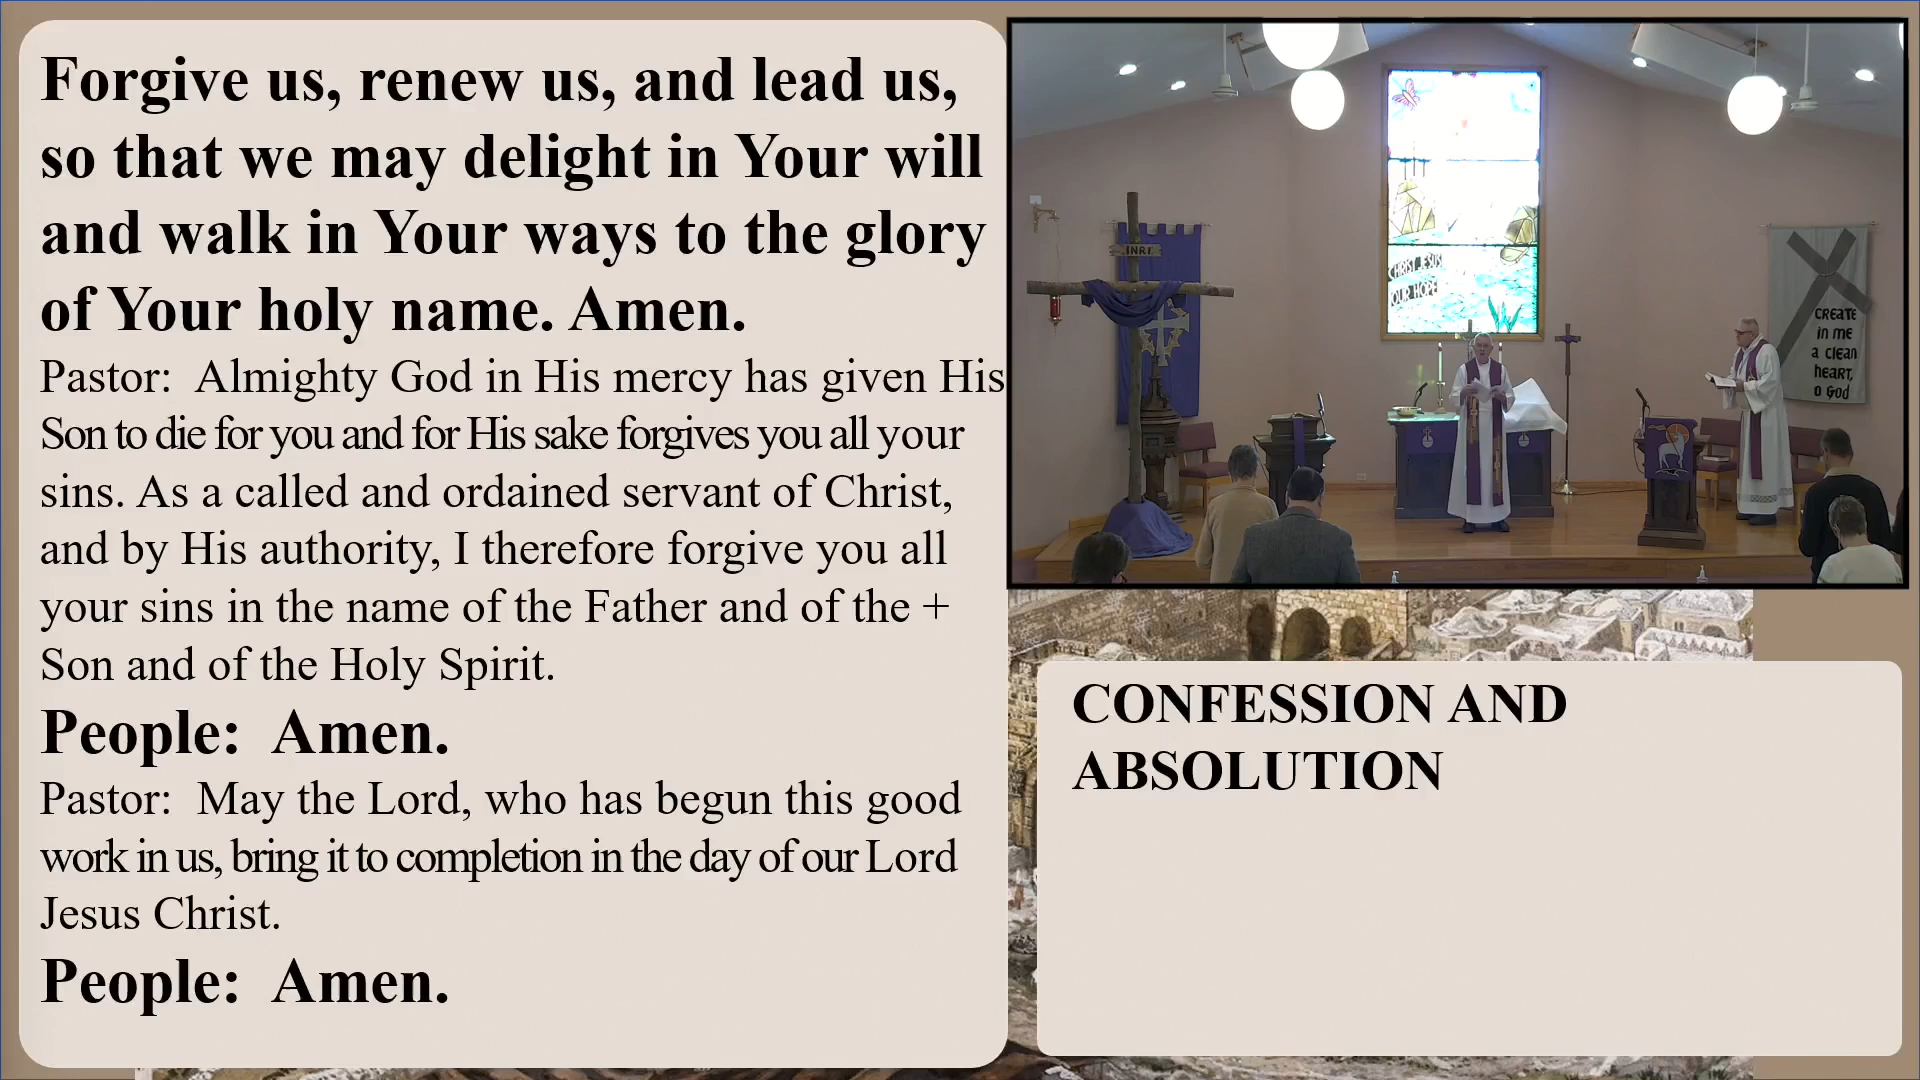 Forgive us, renew us, and lead us,
so that we may delight in Your will
and walk in Your ways to the glory
of Your holy name. Amen.
Pastor:  Almighty God in His mercy has given His
Son to die for you and for His sake forgives you all your
sins. As a called and ordained servant of Christ,
and by His authority, I therefore forgive you all
your sins in the name of the Father and of the +
Son and of the Holy Spirit.
People:  Amen.
Pastor:  May the Lord, who has begun this good
work in us, bring it to completion in the day of our Lord
Jesus Christ.
People:  Amen.
INRI
CHRIST JESUS
OUR HOPE
CREATE
in me
a clean
heart,
o God
CONFESSION AND
ABSOLUTION